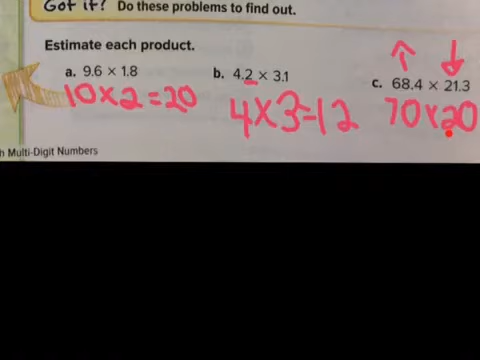 Got it? Do these problems to find out.
Estimate each product.
a. 9.6 × 1.8
10 × 2 = 20
b. 4.2 × 3.1
4 × 3 = 12
c. 68.4 × 21.3
70 × 20
h Multi-Digit Numbers